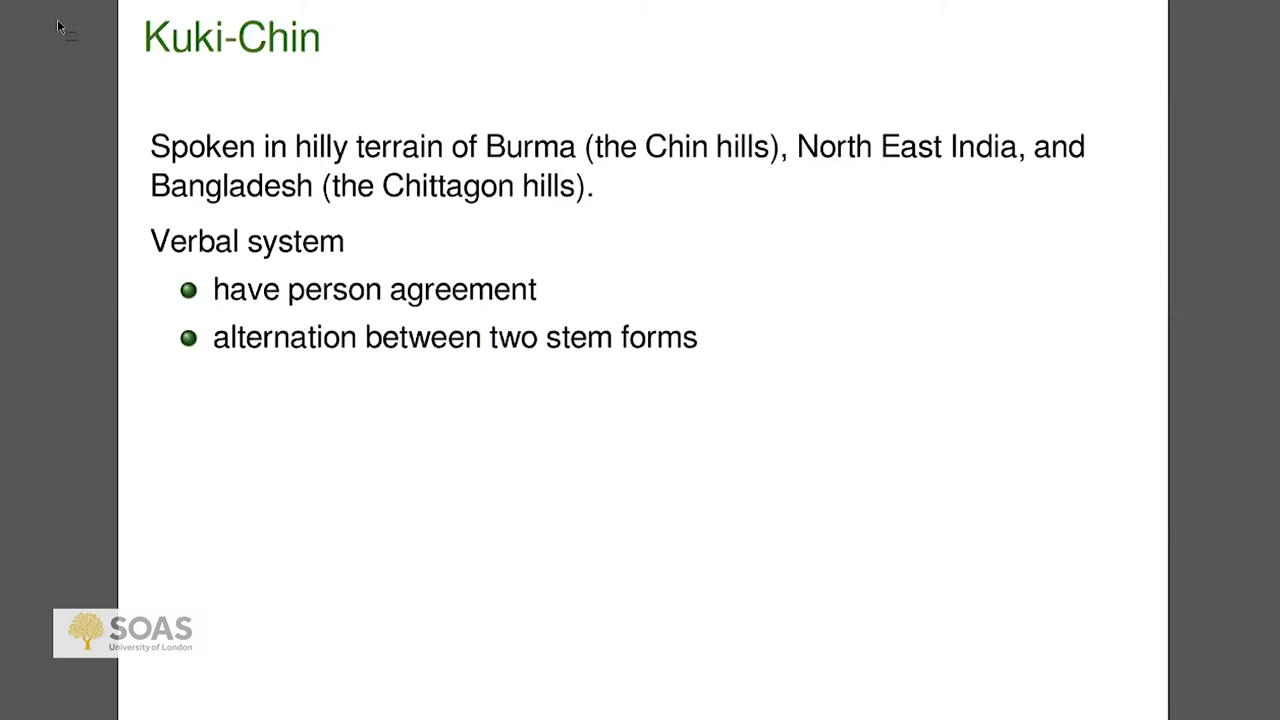 Kuki-Chin
Spoken in hilly terrain of Burma (the Chin hills), North East India, and
Bangladesh (the Chittagon hills).
Verbal system
have person agreement
alternation between two stem forms
SOAS
University of London